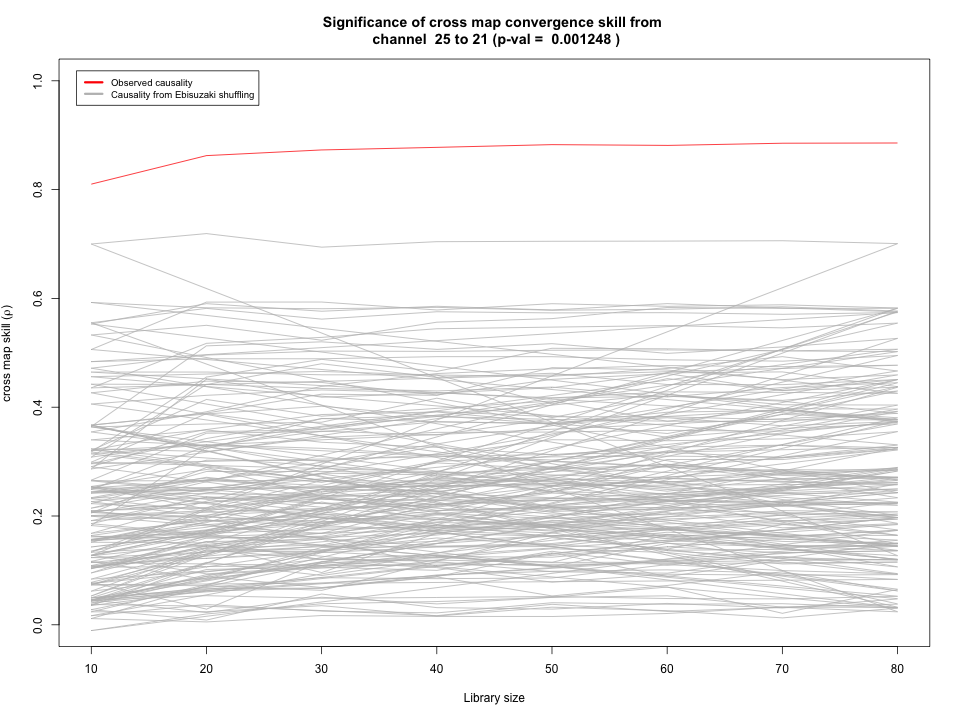 Significance of cross map convergence skill from
channel  25 to 21 (p-val =  0.001248 )
Observed causality
Causality from Ebisuzaki shuffling
cross map skill (ρ)
1.0
0.8
0.6
0.4
0.2
0.0
10 20 30 40 50 60 70 80
Library size